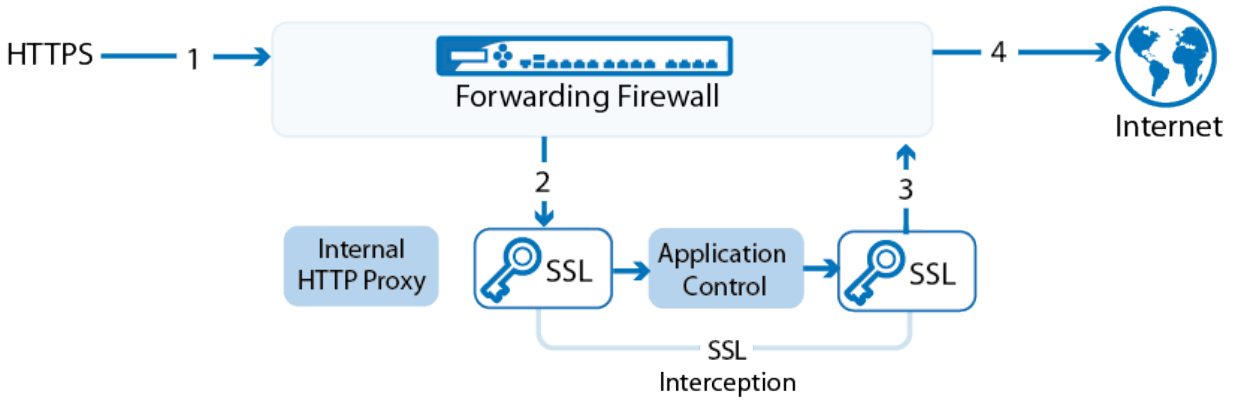 HTTPS
1
4
Forwarding Firewall
Internet
2
3
Internal
HTTP Proxy
SSL
Application
Control
SSL
SSL
Interception